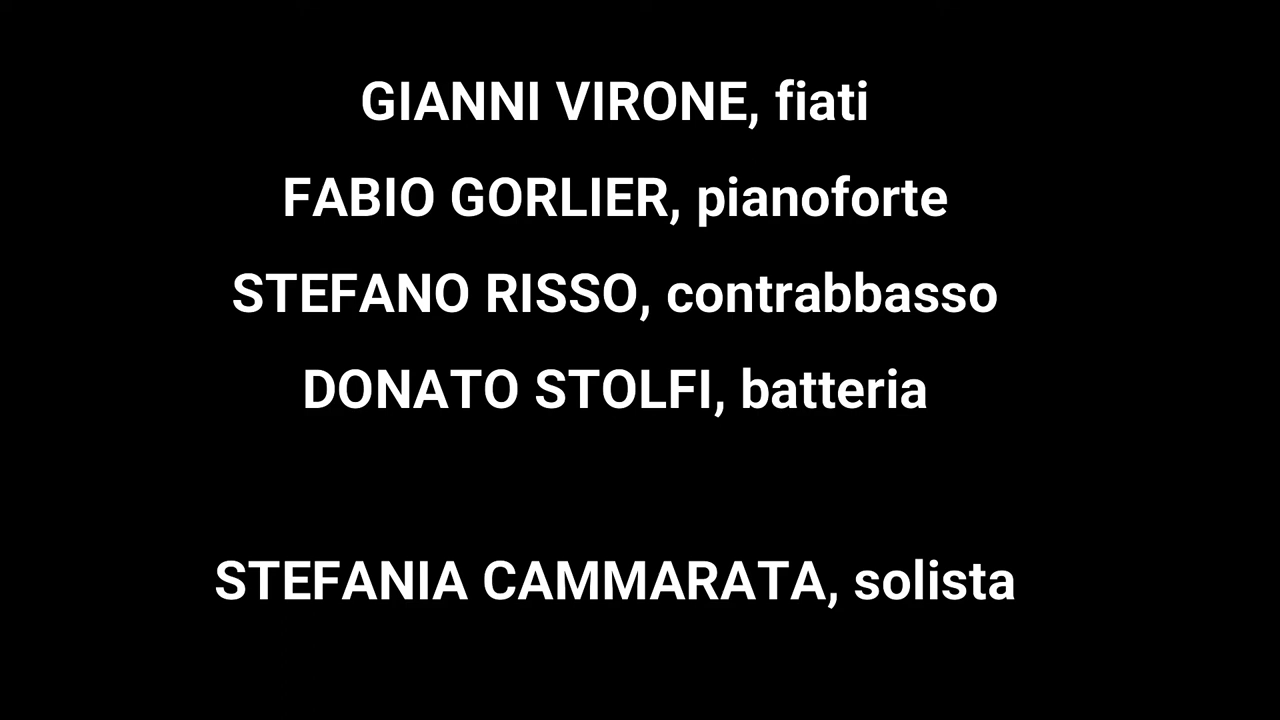 GIANNI VIRONE, fiati
FABIO GORLIER, pianoforte
STEFANO RISSO, contrabbasso
DONATO STOLFI, batteria
STEFANIA CAMMARATA, solista